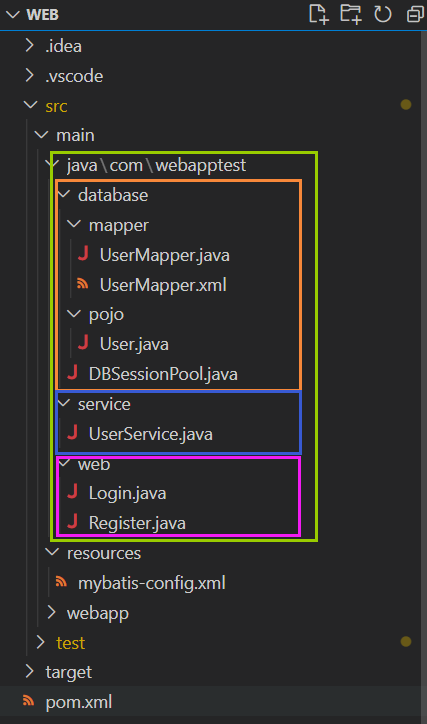 WEB
.idea
.vscode
src
main
java\com\webapptest
database
mapper
UserMapper.java
UserMapper.xml
pojo
User.java
DBSessionPool.java
service
UserService.java
web
Login.java
Register.java
resources
mybatis-config.xml
webapp
test
target
pom.xml